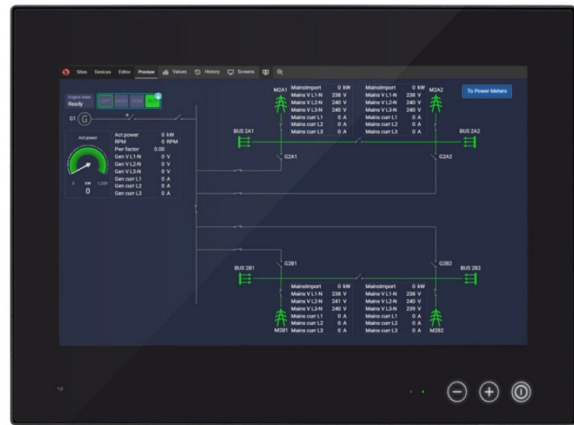 Sites Devices Editor Preview Values History Screens
Engine state
Ready
To Power Meters
G1 G
Act power
0 kW 1,200
0
Act power 0 kW
RPM 0 RPM
Pwr factor 0.00
Gen V L1-N 0 V
Gen V L2-N 0 V
Gen V L3-N 0 V
Gen curr L1 0 A
Gen curr L2 0 A
Gen curr L3 0 A
M2A1
MainsImport 0 kW
Mains V L1-N 238 V
Mains V L2-N 240 V
Mains V L3-N 240 V
Mains curr L1 0 A
Mains curr L2 0 A
Mains curr L3 0 A
MainsImport 0 kW
Mains V L1-N 238 V
Mains V L2-N 240 V
Mains V L3-N 240 V
Mains curr L1 0 A
Mains curr L2 0 A
Mains curr L3 0 A
M2A2
BUS 2A1
BUS 2A2
G2A1
G2A2
G2B1
G2B2
BUS 2B1
BUS 2B2
MainsImport 0 kW
Mains V L1-N 238 V
Mains V L2-N 241 V
Mains V L3-N 240 V
Mains curr L1 0 A
Mains curr L2 0 A
Mains curr L3 0 A
M2B1
MainsImport 0 kW
Mains V L1-N 238 V
Mains V L2-N 240 V
Mains V L3-N 239 V
Mains curr L1 0 A
Mains curr L2 0 A
Mains curr L3 0 A
M2B2